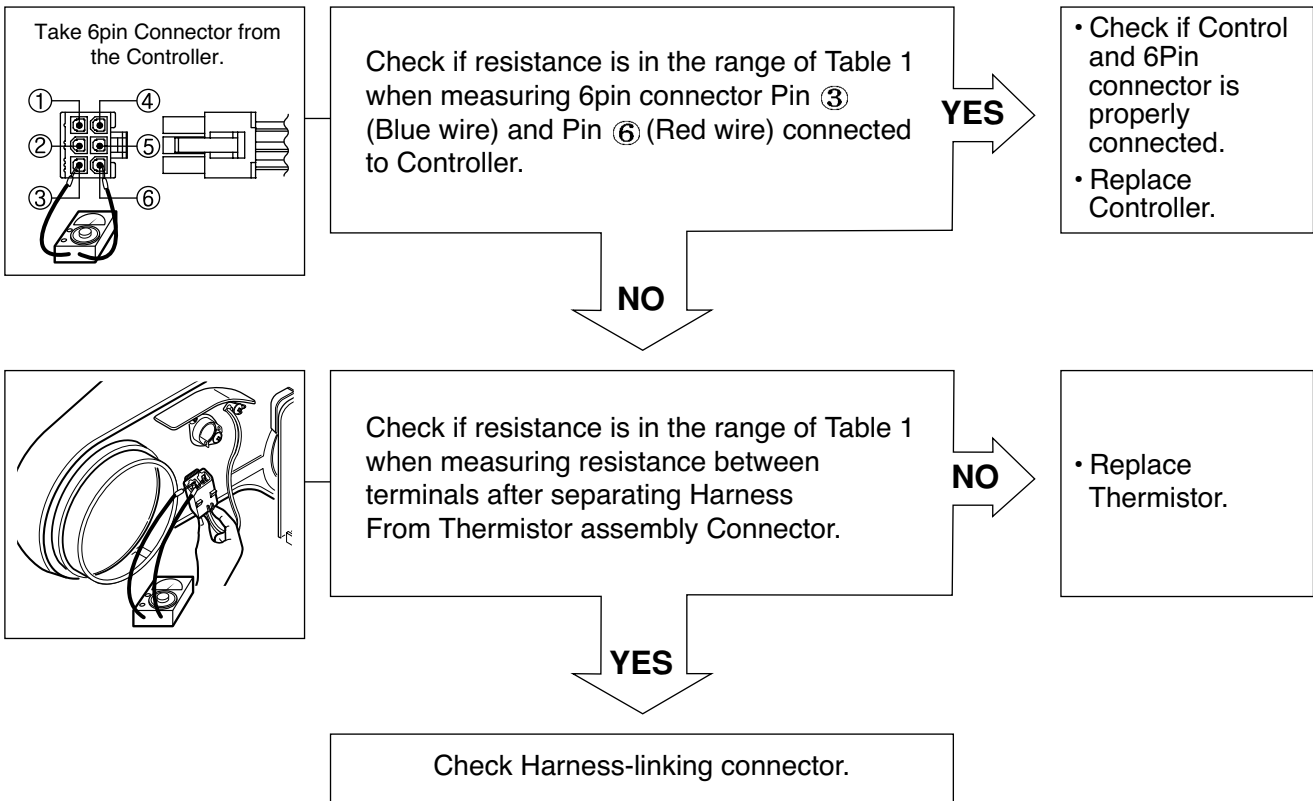 Take 6pin Connector from
the Controller.
① ④
② ⑤
③ ⑥
Check if resistance is in the range of Table 1
when measuring 6pin connector Pin ③
(Blue wire) and Pin ⑥ (Red wire) connected
to Controller.
YES
• Check if Control
and 6Pin
connector is
properly
connected.
• Replace
Controller.
NO
Check if resistance is in the range of Table 1
when measuring resistance between
terminals after separating Harness
From Thermistor assembly Connector.
NO
• Replace
Thermistor.
YES
Check Harness-linking connector.